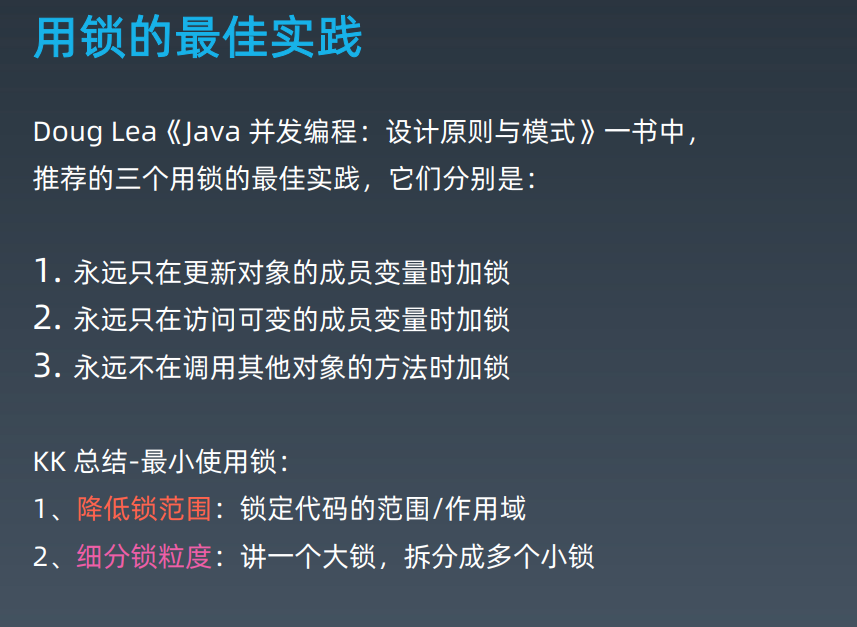 用锁的最佳实践
Doug Lea《Java 并发编程：设计原则与模式》一书中，
推荐的三个用锁的最佳实践，它们分别是：
1. 永远只在更新对象的成员变量时加锁
2. 永远只在访问可变的成员变量时加锁
3. 永远不在调用其他对象的方法时加锁
KK 总结-最小使用锁：
1、降低锁范围：锁定代码的范围/作用域
2、细分锁粒度：讲一个大锁，拆分成多个小锁